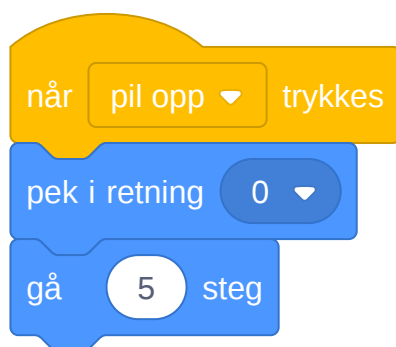 når pil opp trykkes
pek i retning 0
gå 5 steg